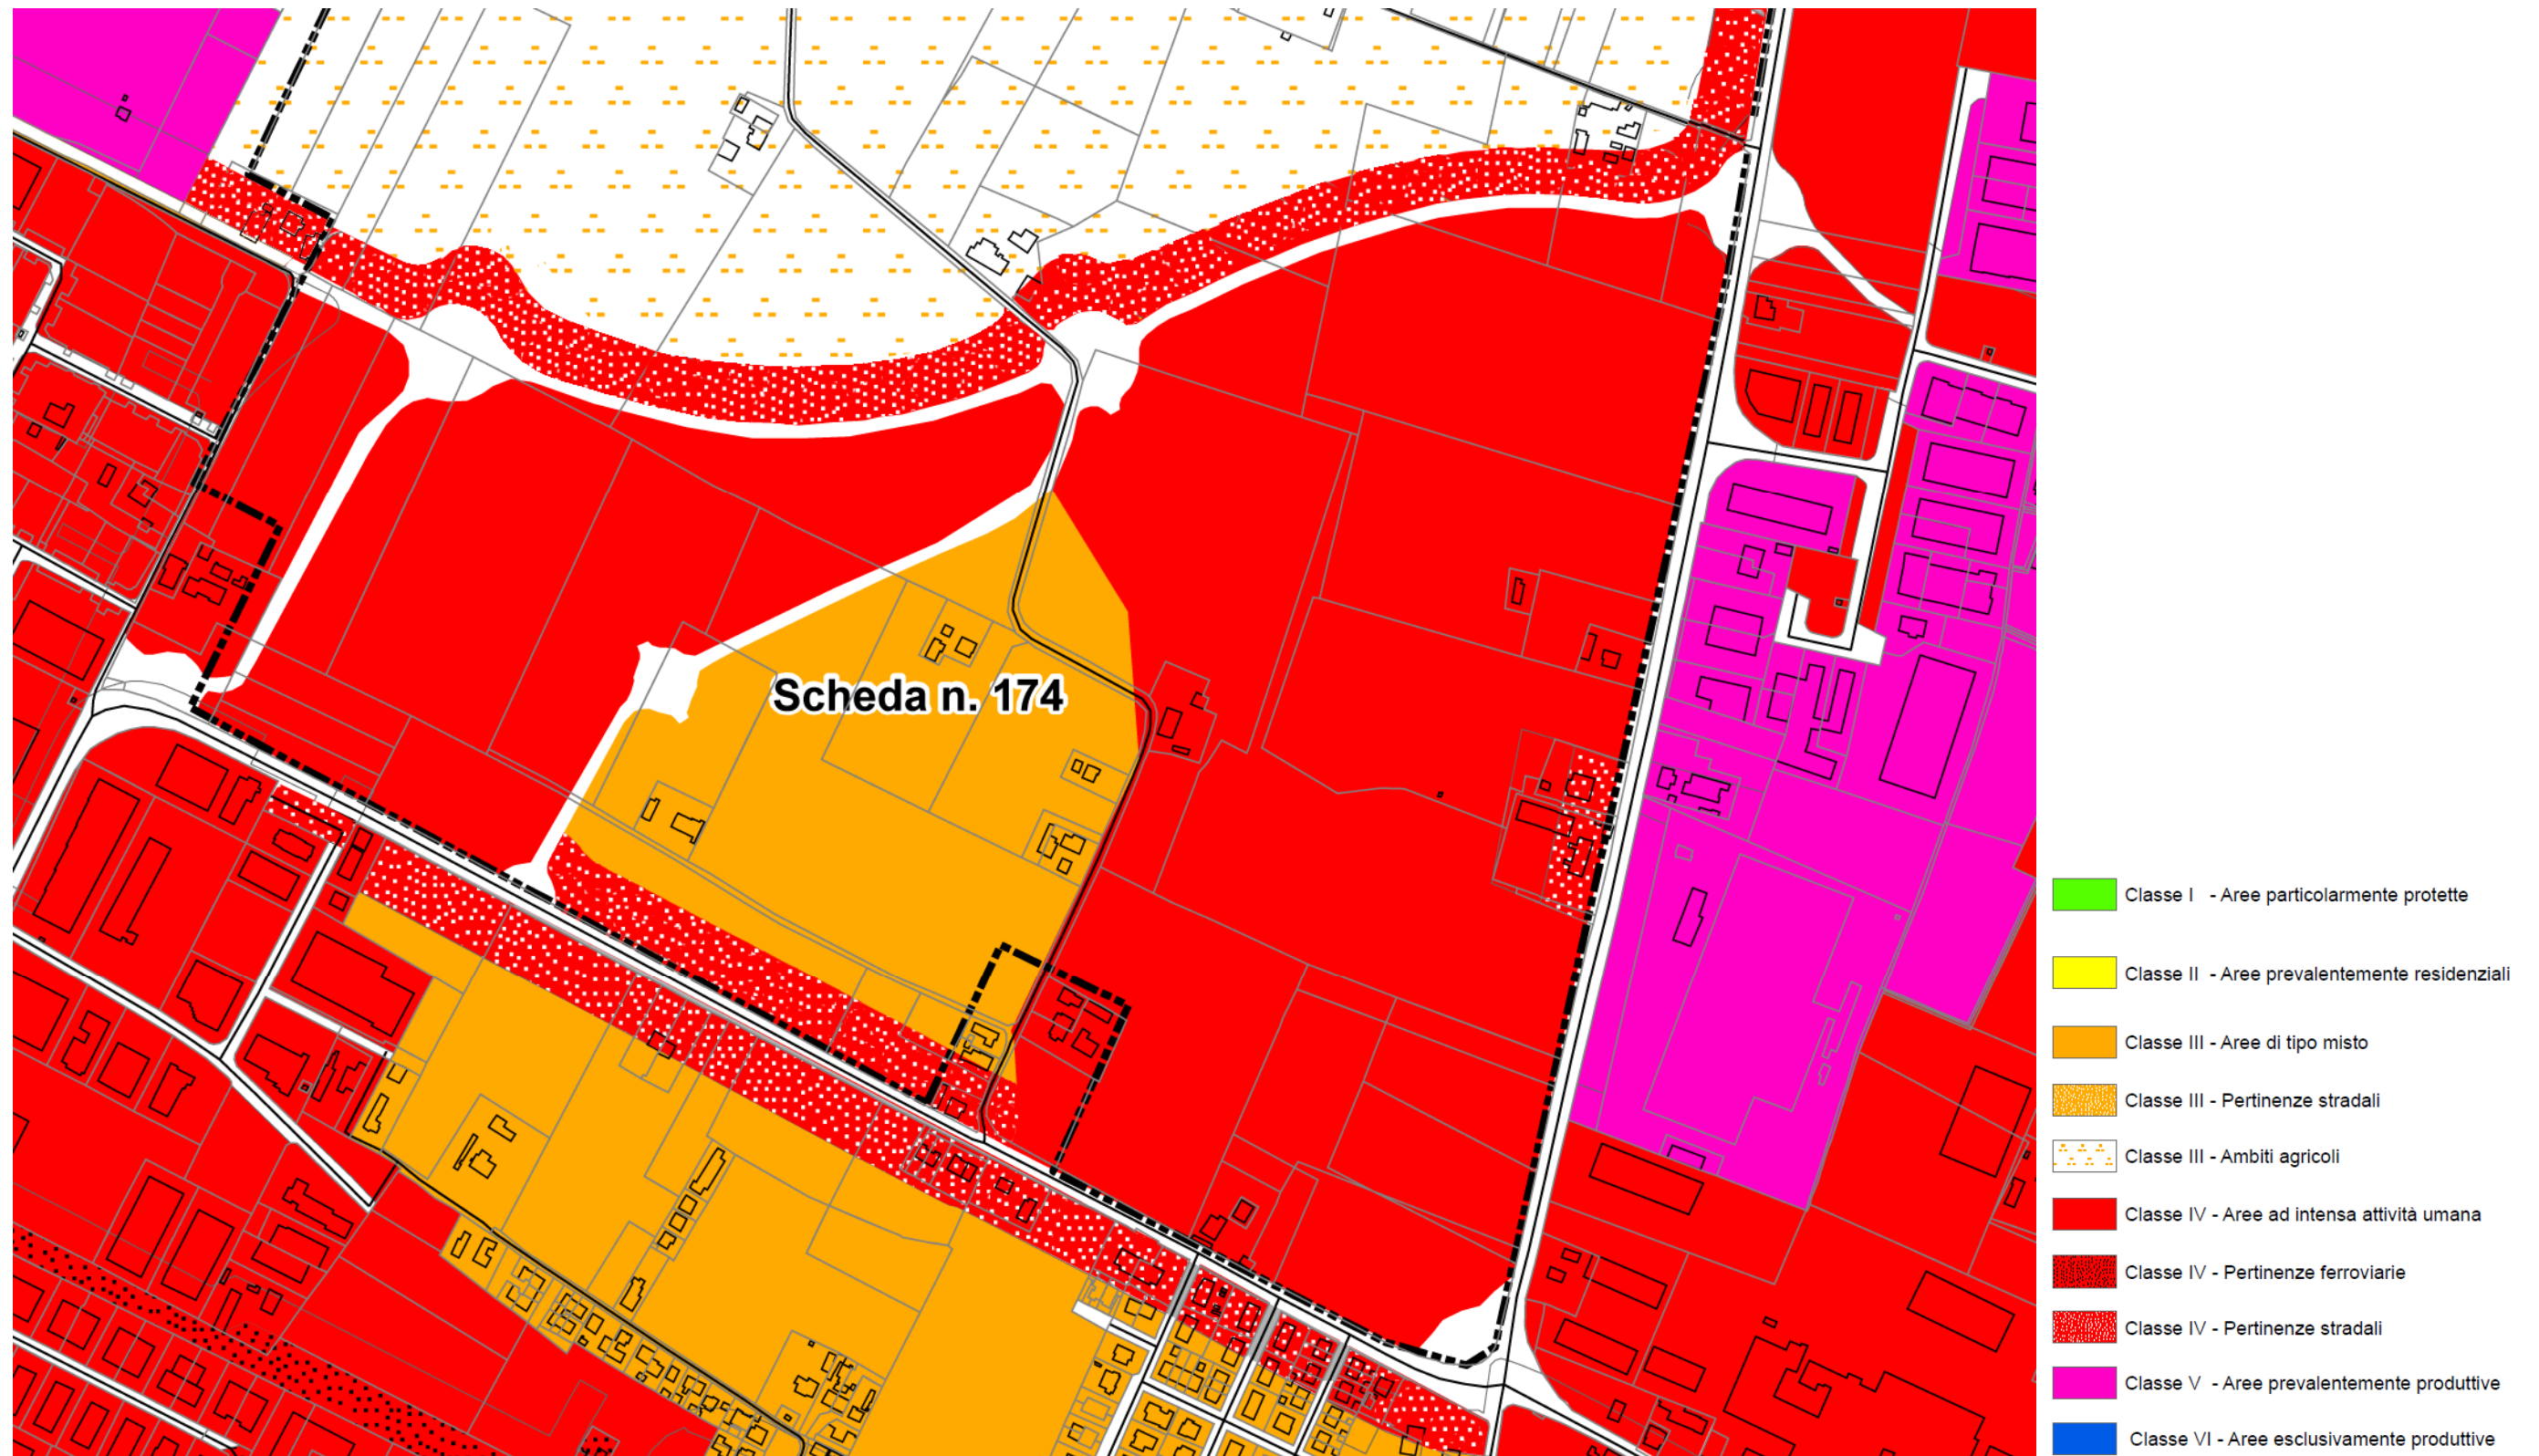 Scheda n. 174
Classe I - Aree particolarmente protette
Classe II - Aree prevalentemente residenziali
Classe III - Aree di tipo misto
Classe III - Pertinenze stradali
Classe III - Ambiti agricoli
Classe IV - Aree ad intensa attività umana
Classe IV - Pertinenze ferroviarie
Classe IV - Pertinenze stradali
Classe V - Aree prevalentemente produttive
Classe VI - Aree esclusivamente produttive